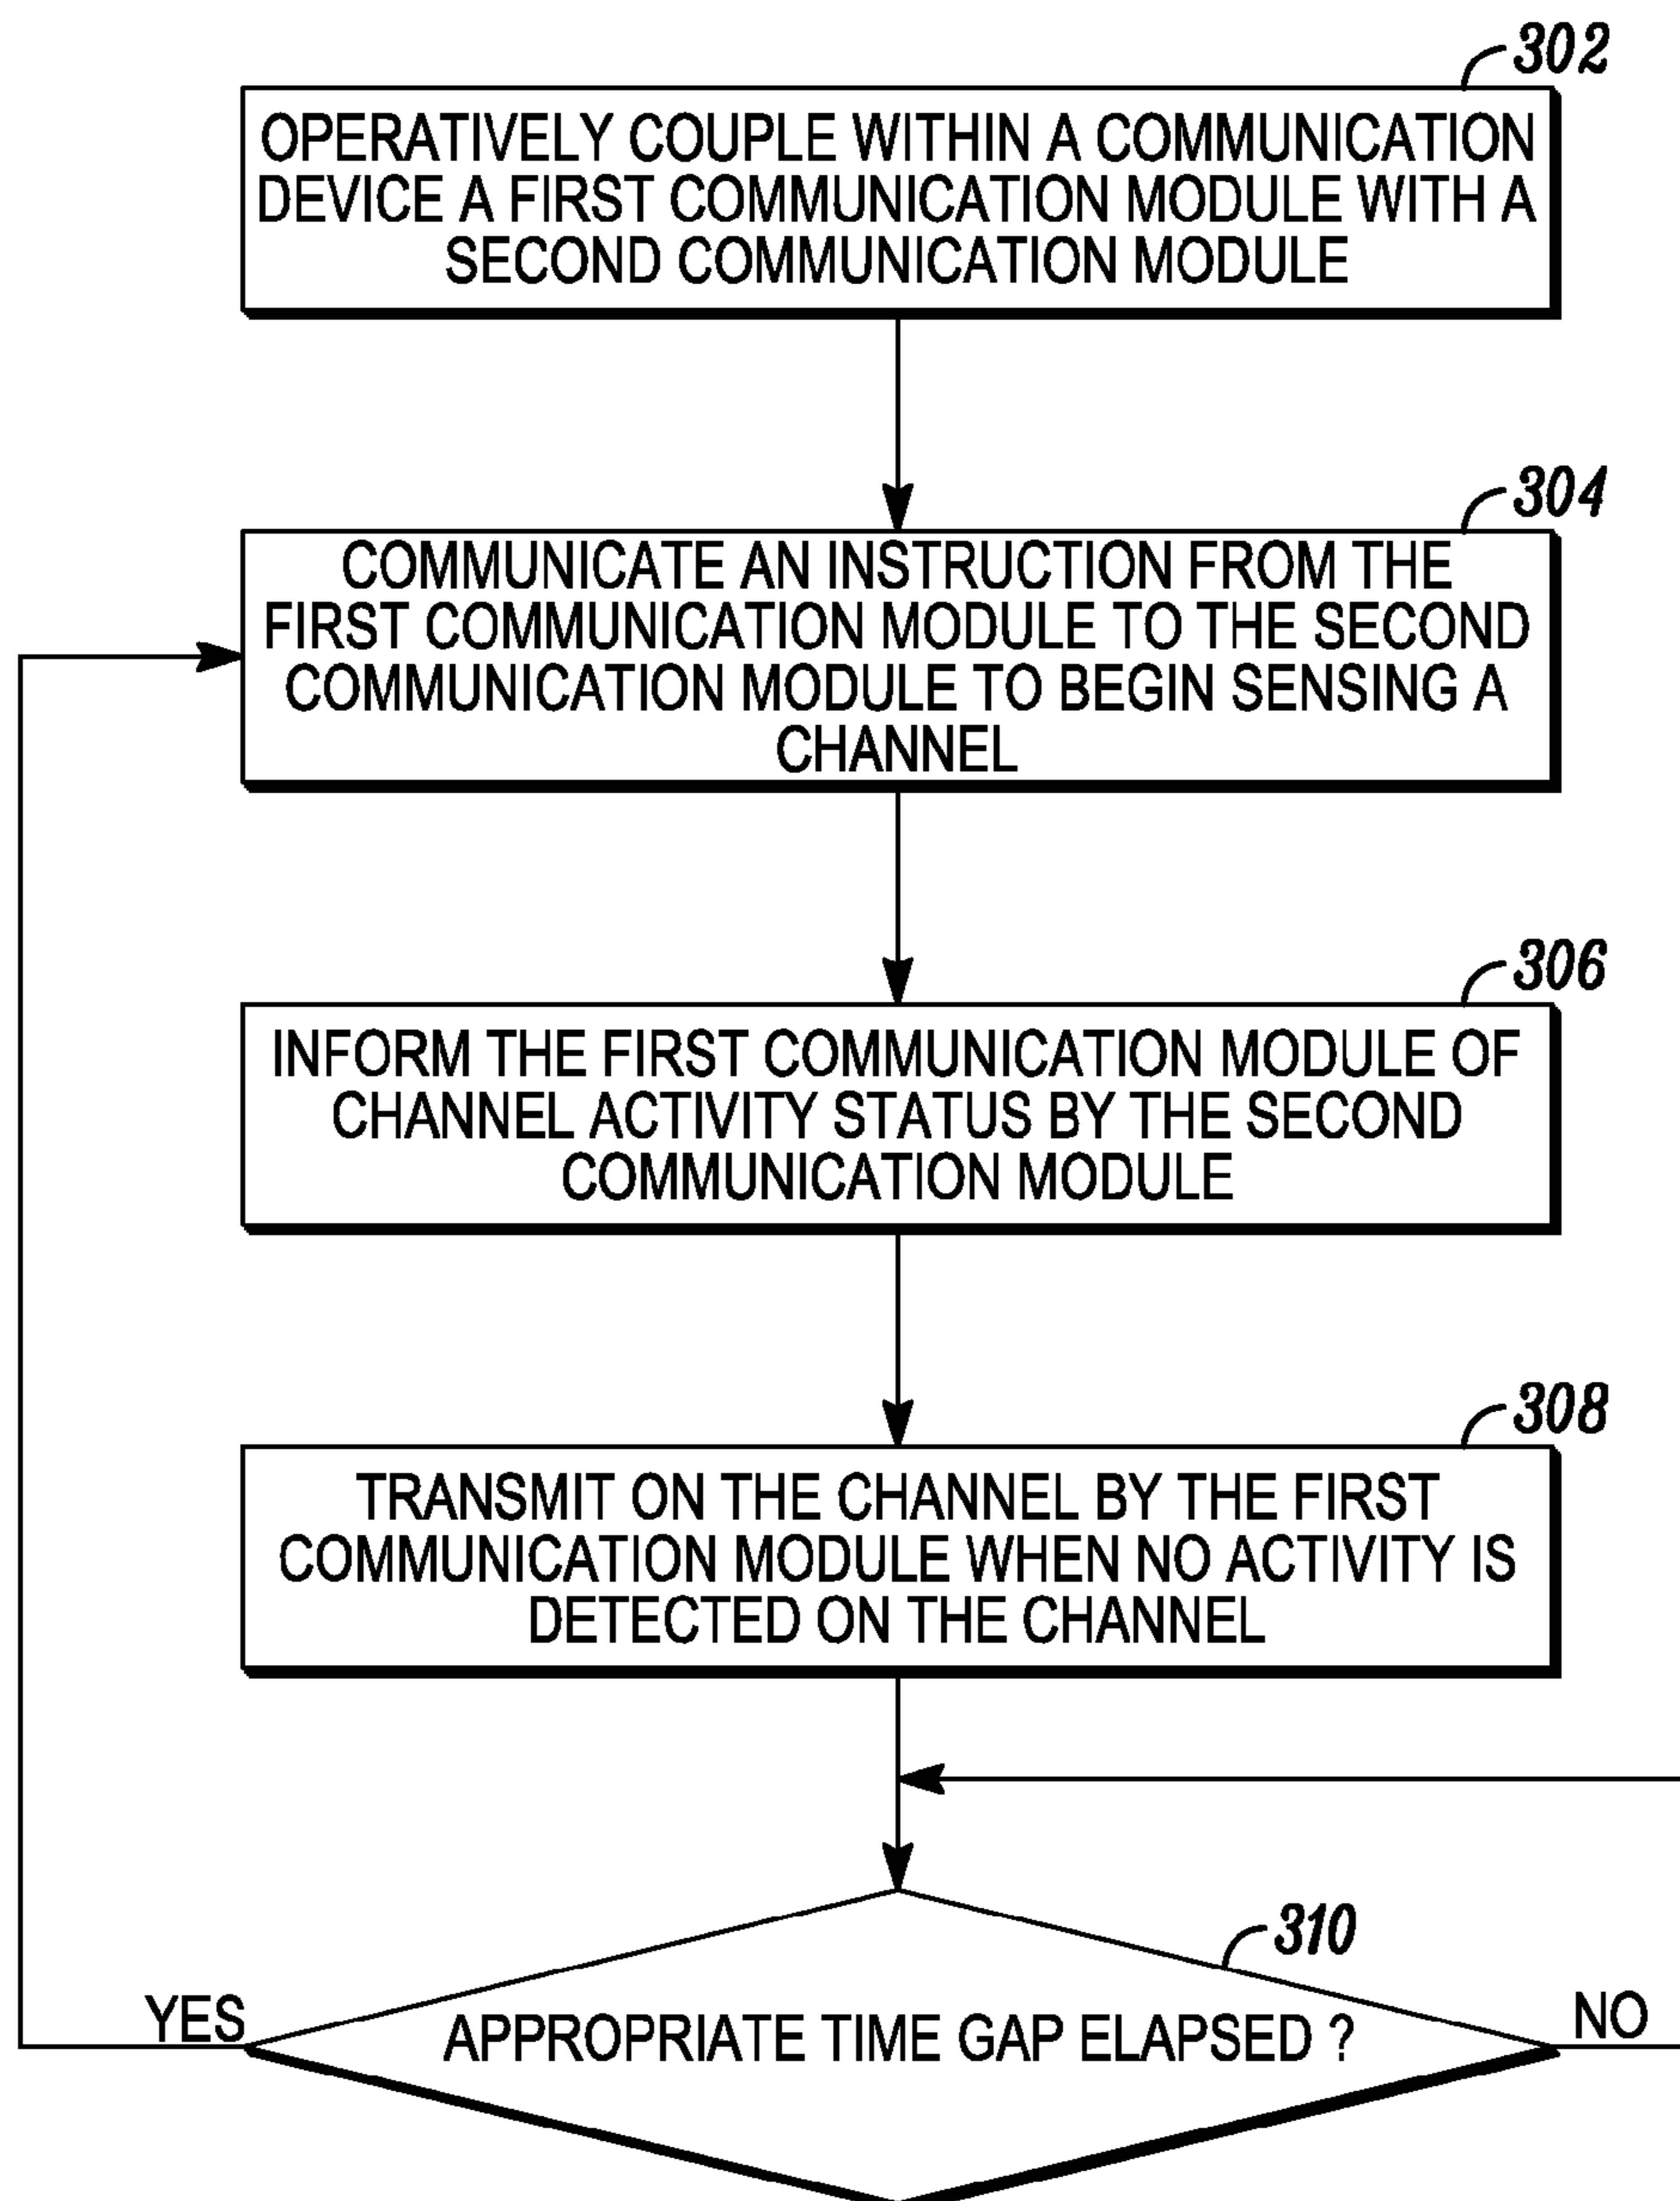 302
OPERATIVELY COUPLE WITHIN A COMMUNICATION
DEVICE A FIRST COMMUNICATION MODULE WITH A
SECOND COMMUNICATION MODULE
304
COMMUNICATE AN INSTRUCTION FROM THE
FIRST COMMUNICATION MODULE TO THE SECOND
COMMUNICATION MODULE TO BEGIN SENSING A
CHANNEL
306
INFORM THE FIRST COMMUNICATION MODULE OF
CHANNEL ACTIVITY STATUS BY THE SECOND
COMMUNICATION MODULE
308
TRANSMIT ON THE CHANNEL BY THE FIRST
COMMUNICATION MODULE WHEN NO ACTIVITY IS
DETECTED ON THE CHANNEL
310
YES
APPROPRIATE TIME GAP ELAPSED ?
NO